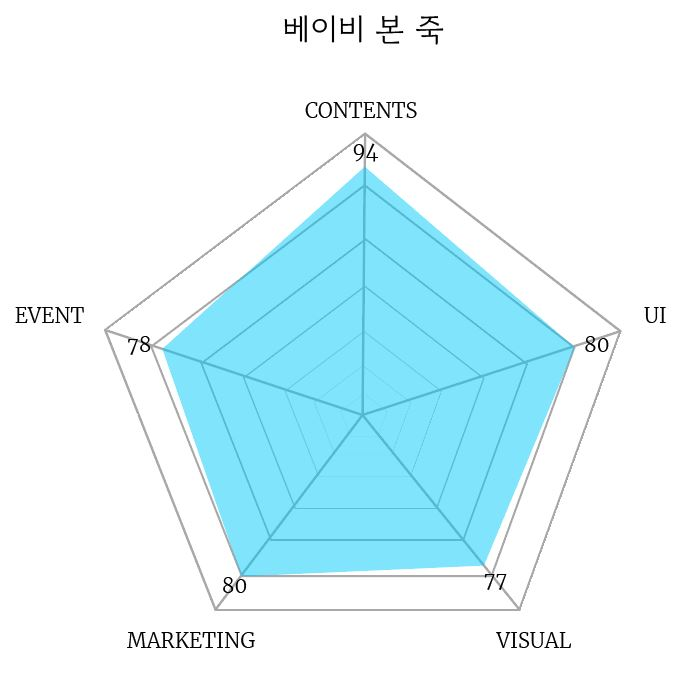 베이비 본 죽
CONTENTS
94
EVENT
UI
78
80
80
77
MARKETING
VISUAL